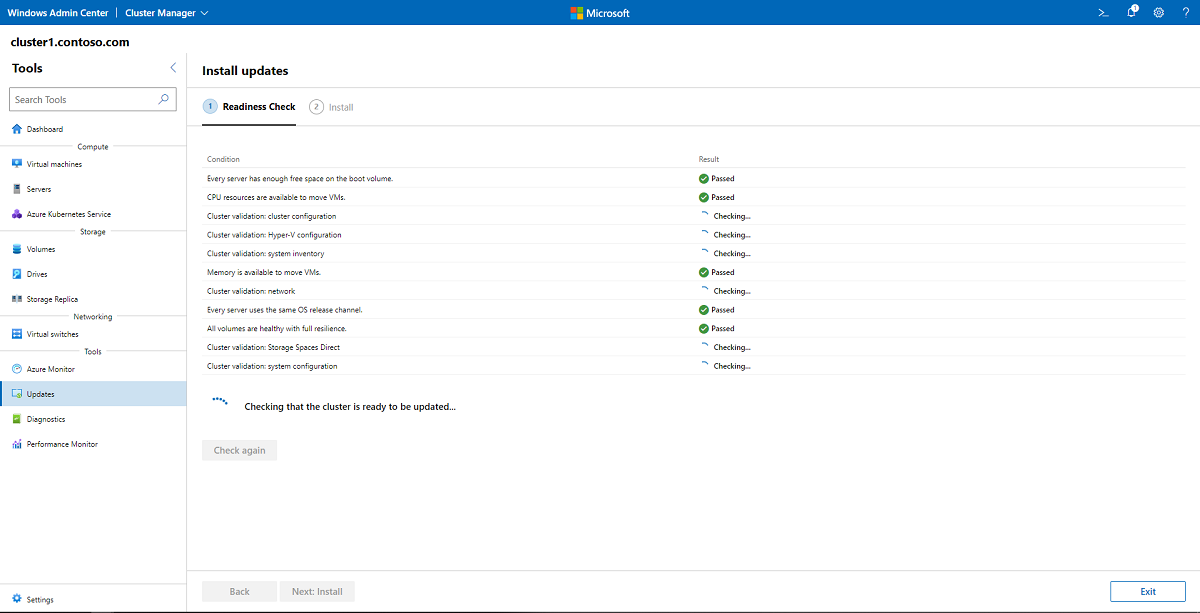 Windows Admin Center | Cluster Manager
Microsoft
1
?
cluster1.contoso.com
Tools
Search Tools
Dashboard
Compute
Virtual machines
Servers
Azure Kubernetes Service
Storage
Volumes
Drives
Storage Replica
Networking
Virtual switches
Tools
Azure Monitor
Updates
Diagnostics
Performance Monitor
Settings
Install updates
1 Readiness Check 2 Install
Condition Result
Every server has enough free space on the boot volume. Passed
CPU resources are available to move VMs. Passed
Cluster validation: cluster configuration Checking...
Cluster validation: Hyper-V configuration Checking...
Cluster validation: system inventory Checking...
Memory is available to move VMs. Passed
Cluster validation: network Checking...
Every server uses the same OS release channel. Passed
All volumes are healthy with full resilience. Passed
Cluster validation: Storage Spaces Direct Checking...
Cluster validation: system configuration Checking...
Checking that the cluster is ready to be updated...
Check again
Back Next: Install Exit